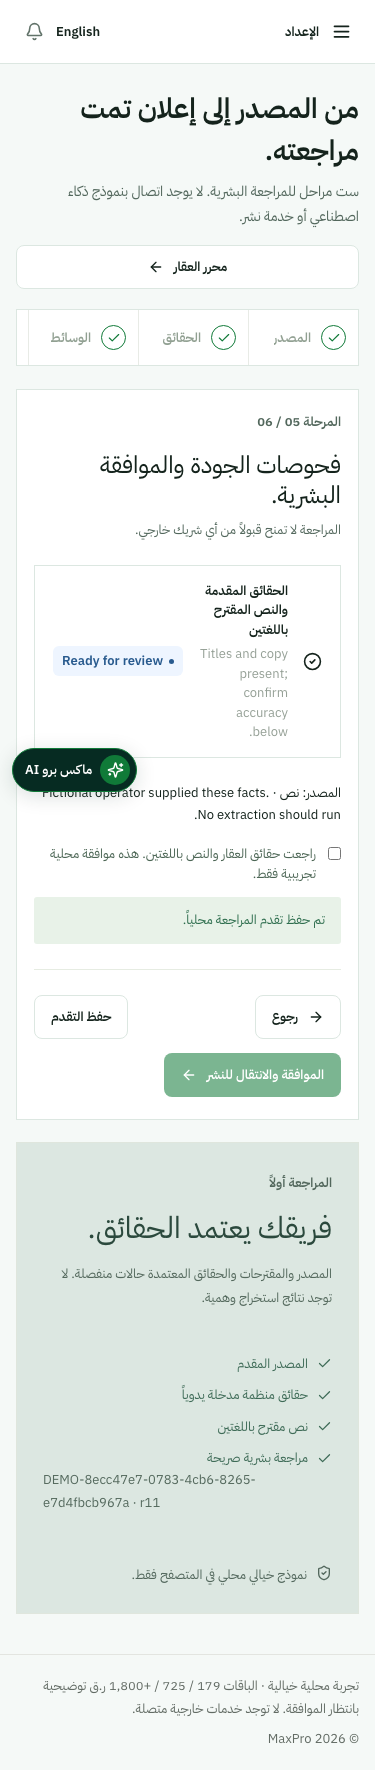 الإعداد
English
من المصدر إلى إعلان تمت
مراجعته.
ست مراحل للمراجعة البشرية. لا يوجد اتصال بنموذج ذكاء
اصطناعي أو خدمة نشر.
محرر العقار
المصدر
الحقائق
الوسائط
المرحلة 05 / 06
فحوصات الجودة والموافقة
البشرية.
المراجعة لا تمنح قبولاً من أي شريك خارجي.
الحقائق المقدمة
والنص المقترح
باللغتين
Titles and copy
present;
confirm
accuracy
below.
Ready for review
ماكس برو AI
المصدر: نص · Fictional operator supplied these facts.
No extraction should run.
راجعت حقائق العقار والنص باللغتين. هذه موافقة محلية
تجريبية فقط.
تم حفظ تقدم المراجعة محلياً.
رجوع
حفظ التقدم
الموافقة والانتقال للنشر
المراجعة أولاً
فريقك يعتمد الحقائق.
المصدر والمقترحات والحقائق المعتمدة حالات منفصلة. لا
توجد نتائج استخراج وهمية.
المصدر المقدم
حقائق منظمة مدخلة يدوياً
نص مقترح باللغتين
مراجعة بشرية صريحة
DEMO-8ecc47e7-0783-4cb6-8265-
e7d4fbcb967a · r11
نموذج خيالي محلي في المتصفح فقط.
تجربة محلية خيالية · الباقات 179 / 725 / +1,800 ر.ق توضيحية
بانتظار الموافقة. لا توجد خدمات خارجية متصلة.
© 2026 MaxPro